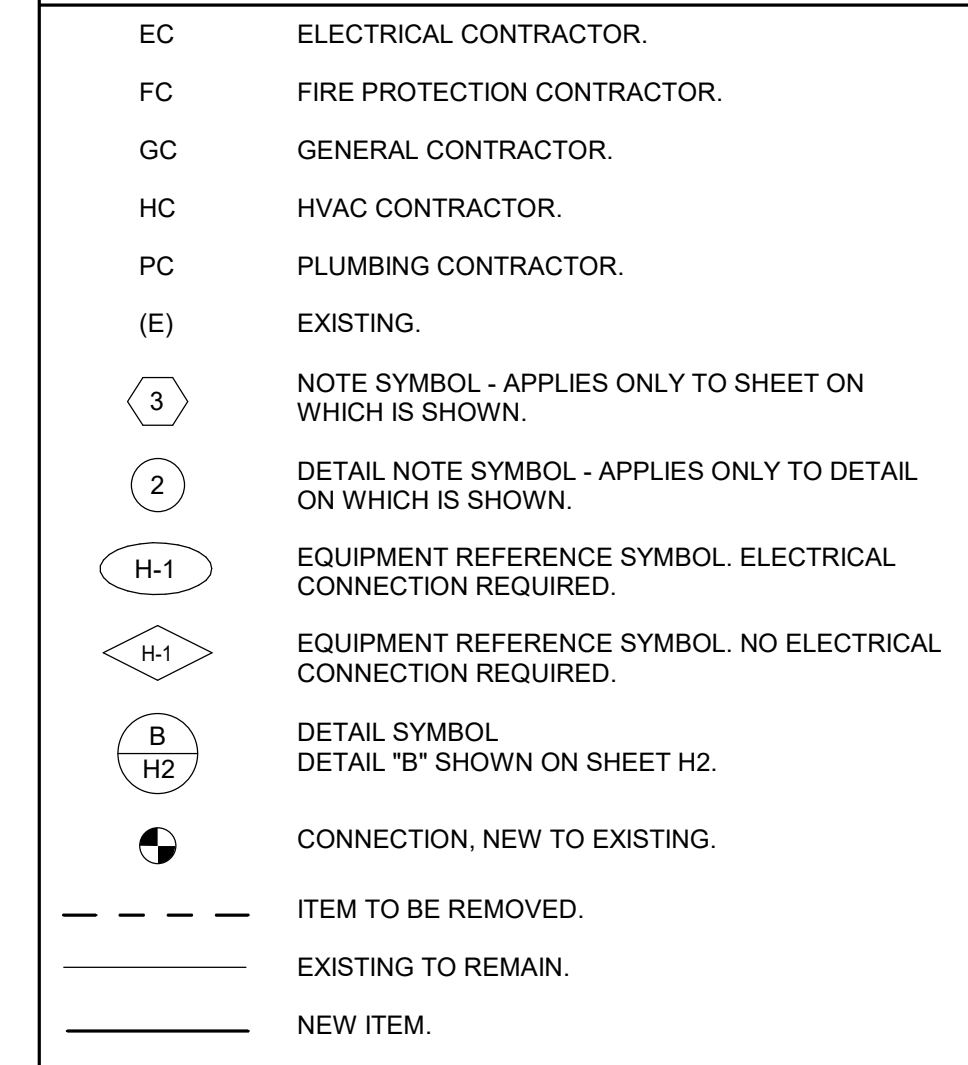 EC ELECTRICAL CONTRACTOR.
FC FIRE PROTECTION CONTRACTOR.
GC GENERAL CONTRACTOR.
HC HVAC CONTRACTOR.
PC PLUMBING CONTRACTOR.
(E) EXISTING.
3 NOTE SYMBOL - APPLIES ONLY TO SHEET ON
WHICH IS SHOWN.
2 DETAIL NOTE SYMBOL - APPLIES ONLY TO DETAIL
ON WHICH IS SHOWN.
H-1 EQUIPMENT REFERENCE SYMBOL. ELECTRICAL
CONNECTION REQUIRED.
H-1 EQUIPMENT REFERENCE SYMBOL. NO ELECTRICAL
CONNECTION REQUIRED.
B DETAIL SYMBOL
H2 DETAIL "B" SHOWN ON SHEET H2.
CONNECTION, NEW TO EXISTING.
ITEM TO BE REMOVED.
EXISTING TO REMAIN.
NEW ITEM.